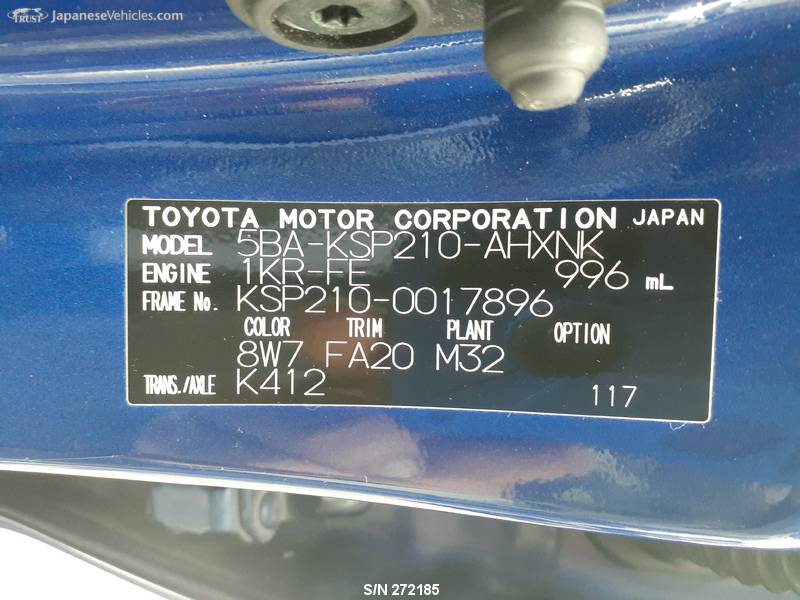 TRUST JapaneseVehicles.com
TOYOTA MOTOR CORPORATION JAPAN
MODEL 5BA-KSP210-AHXNK
ENGINE 1KR-FE 996 mL
FRAME No. KSP210-0017896
COLOR TRIM PLANT OPTION
8W7 FA20 M32
TRANS./AXLE K412 117
S/N 272185